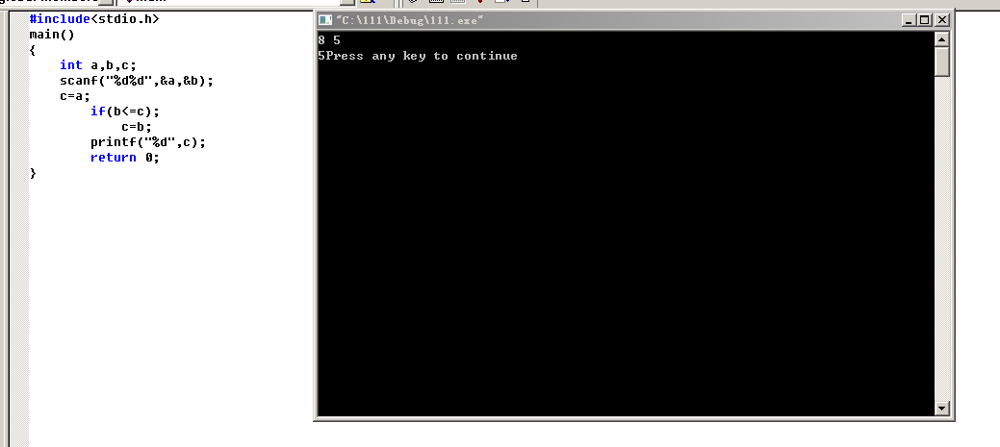 #include<stdio.h>
main()
{
int a,b,c;
scanf("%d%d",&a,&b);
c=a;
if(b<=c);
c=b;
printf("%d",c);
return 0;
}
"C:\111\Debug\111.exe"
8 5
5Press any key to continue